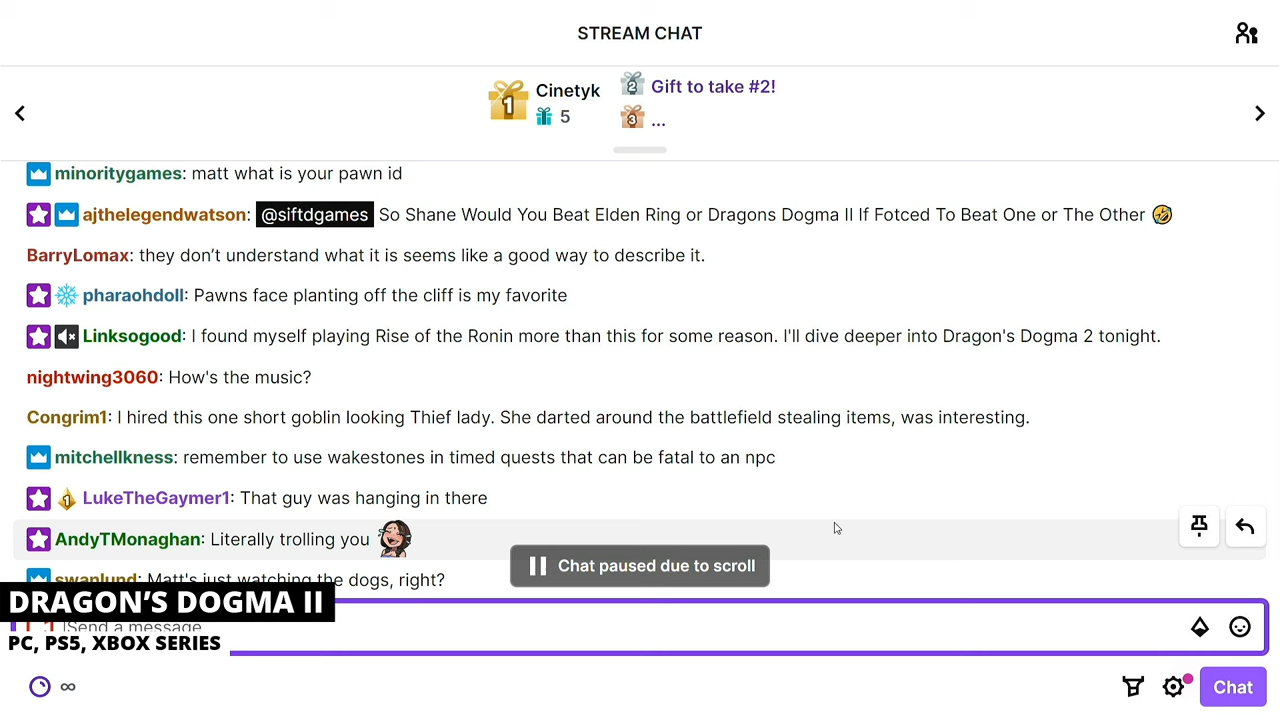 STREAM CHAT
1 Cinetyk
5
2 Gift to take #2!
3 ...
minoritygames: matt what is your pawn id
ajthelegendwatson: @siftdgames So Shane Would You Beat Elden Ring or Dragons Dogma II If Fotced To Beat One or The Other
BarryLomax: they don’t understand what it is seems like a good way to describe it.
pharaohdoll: Pawns face planting off the cliff is my favorite
Linksogood: I found myself playing Rise of the Ronin more than this for some reason. I'll dive deeper into Dragon's Dogma 2 tonight.
nightwing3060: How's the music?
Congrim1: I hired this one short goblin looking Thief lady. She darted around the battlefield stealing items, was interesting.
mitchellkness: remember to use wakestones in timed quests that can be fatal to an npc
1 LukeTheGaymer1: That guy was hanging in there
AndyTMonaghan: Literally trolling you
Chat paused due to scroll
swanlund: Matt's just watching the dogs, right?
DRAGON’S DOGMA II
Send a message
PC, PS5, XBOX SERIES
∞
Chat